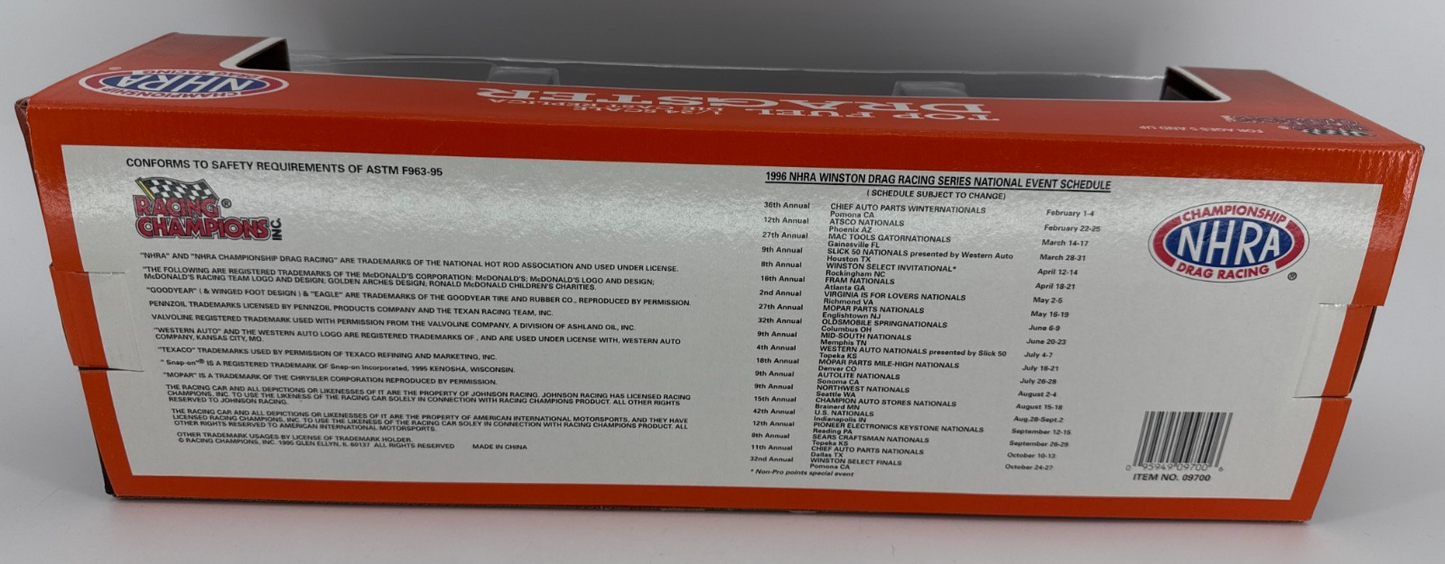 CHAMPIONSHIP
NHRA
DRAG RACING
®
TOP FUEL
DRAGSTER
1/24 SCALE
DIE CAST REPLICA
FOR AGES 5 AND UP
CONFORMS TO SAFETY REQUIREMENTS OF ASTM F963-95
RACING®
CHAMPIONS INC.
"NHRA" AND "NHRA CHAMPIONSHIP DRAG RACING" ARE TRADEMARKS OF THE NATIONAL HOT ROD ASSOCIATION AND USED UNDER LICENSE.
"THE FOLLOWING ARE REGISTERED TRADEMARKS OF THE McDONALD'S CORPORATION: McDONALD'S; McDONALD'S LOGO AND DESIGN;
McDONALD'S RACING TEAM LOGO AND DESIGN; GOLDEN ARCHES DESIGN; RONALD McDONALD CHILDREN'S CHARITIES.
"GOODYEAR" ( & WINGED FOOT DESIGN ) & "EAGLE" ARE TRADEMARKS OF THE GOODYEAR TIRE AND RUBBER CO., REPRODUCED BY PERMISSION.
PENNZOIL TRADEMARKS LICENSED BY PENNZOIL PRODUCTS COMPANY AND THE TEXAN RACING TEAM, INC.
VALVOLINE REGISTERED TRADEMARK USED WITH PERMISSION FROM THE VALVOLINE COMPANY, A DIVISION OF ASHLAND OIL, INC.
"WESTERN AUTO" AND THE WESTERN AUTO LOGO ARE REGISTERED TRADEMARKS OF , AND ARE USED UNDER LICENSE WITH, WESTERN AUTO
COMPANY, KANSAS CITY, MO.
"TEXACO" TRADEMARKS USED BY PERMISSION OF TEXACO REFINING AND MARKETING, INC.
" Snap-on"® IS A REGISTERED TRADEMARK OF Snap-on Incorporated, 1995 KENOSHA, WISCONSIN.
"MOPAR" IS A TRADEMARK OF THE CHRYSLER CORPORATION REPRODUCED BY PERMISSION.
THE RACING CAR AND ALL DEPICTIONS OR LIKENESSES OF IT ARE THE PROPERTY OF JOHNSON RACING. JOHNSON RACING HAS LICENSED RACING
CHAMPIONS, INC. TO USE THE LIKENESS OF THE RACING CAR SOLELY IN CONNECTION WITH RACING CHAMPIONS PRODUCT. ALL OTHER RIGHTS
RESERVED TO JOHNSON RACING.
THE RACING CAR AND ALL DEPICTIONS OR LIKENESSES OF IT ARE THE PROPERTY OF AMERICAN INTERNATIONAL MOTORSPORTS, AND THEY HAVE
LICENSED RACING CHAMPIONS, INC. TO USE THE LIKENESS OF THE RACING CAR SOLEY IN CONNECTION WITH RACING CHAMPIONS PRODUCT. ALL
OTHER RIGHTS RESERVED TO AMERICAN INTERNATIONAL MOTORSPORTS.
OTHER TRADEMARK USAGES BY LICENSE OF TRADEMARK HOLDER.
© RACING CHAMPIONS, INC. 1995 GLEN ELLYN, IL 60137 ALL RIGHTS RESERVED MADE IN CHINA
1996 NHRA WINSTON DRAG RACING SERIES NATIONAL EVENT SCHEDULE
( SCHEDULE SUBJECT TO CHANGE)
36th Annual CHIEF AUTO PARTS WINTERNATIONALS February 1-4
Pomona CA
12th Annual ATSCO NATIONALS February 22-25
Phoenix AZ
27th Annual MAC TOOLS GATORNATIONALS March 14-17
Gainesville FL
9th Annual SLICK 50 NATIONALS presented by Western Auto March 28-31
Houston TX
8th Annual WINSTON SELECT INVITATIONAL* April 12-14
Rockingham NC
16th Annual FRAM NATIONALS April 18-21
Atlanta GA
2nd Annual VIRGINIA IS FOR LOVERS NATIONALS May 2-5
Richmond VA
27th Annual MOPAR PARTS NATIONALS May 16-19
Englishtown NJ
32th Annual OLDSMOBILE SPRINGNATIONALS June 6-9
Columbus OH
9th Annual MID-SOUTH NATIONALS June 20-23
Memphis TN
4th Annual WESTERN AUTO NATIONALS presented by Slick 50 July 4-7
Topeka KS
18th Annual MOPAR PARTS MILE-HIGH NATIONALS July 18-21
Denver CO
9th Annual AUTOLITE NATIONALS July 26-28
Sonoma CA
9th Annual NORTHWEST NATIONALS August 2-4
Seattle WA
15th Annual CHAMPION AUTO STORES NATIONALS August 15-18
Brainerd MN
42th Annual U.S. NATIONALS Aug.28-Sept.2
Indianapolis IN
12th Annual PIONEER ELECTRONICS KEYSTONE NATIONALS September 12-15
Reading PA
8th Annual SEARS CRAFTSMAN NATIONALS September 26-29
Topeka KS
11th Annual CHIEF AUTO PARTS NATIONALS October 10-13
Dallas TX
32nd Annual WINSTON SELECT FINALS October 24-27
Pomona CA
* Non-Pro points special event
CHAMPIONSHIP
NHRA
DRAG RACING
®
0 95949 09700 6
ITEM NO. 09700